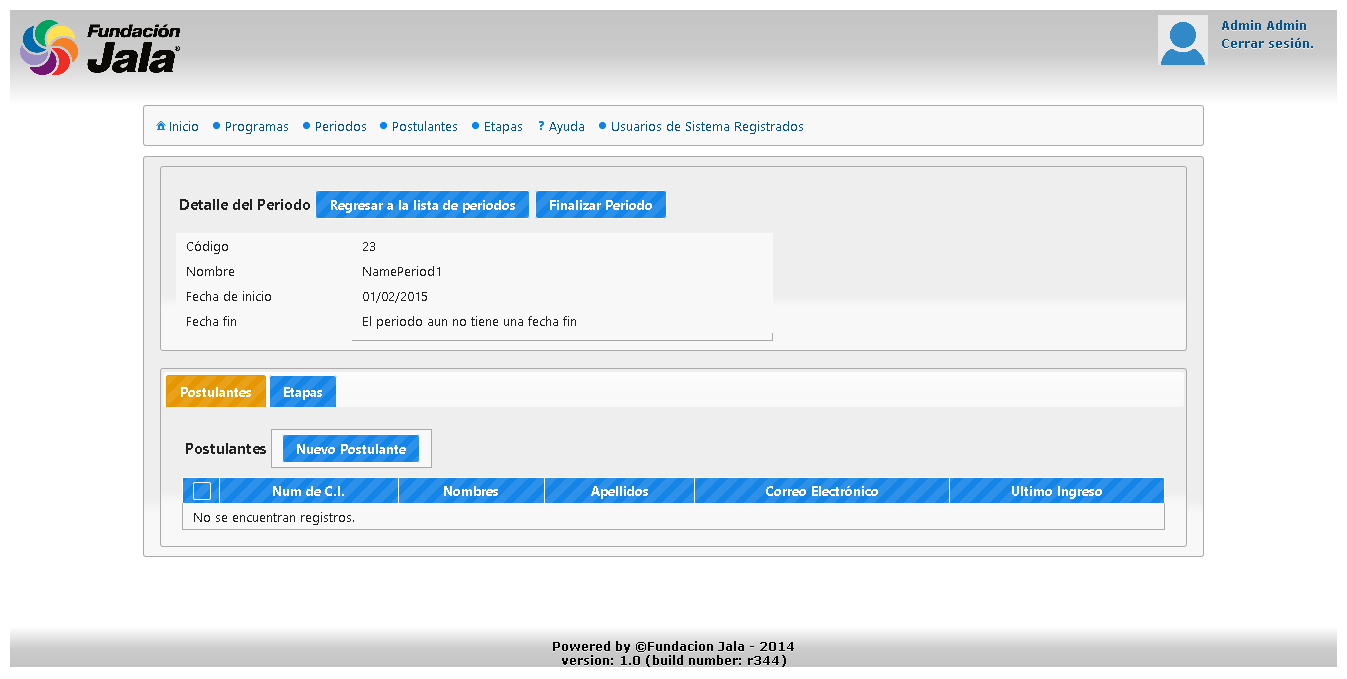 Fundación
Jala®
Admin Admin
Cerrar sesión.
Inicio Programas Periodos Postulantes Etapas ? Ayuda Usuarios de Sistema Registrados
Detalle del Periodo Regresar a la lista de periodos Finalizar Periodo
Código 23
Nombre NamePeriod1
Fecha de inicio 01/02/2015
Fecha fin El periodo aun no tiene una fecha fin
Postulantes Etapas
Postulantes Nuevo Postulante
Num de C.I. Nombres Apellidos Correo Electrónico Ultimo Ingreso
No se encuentran registros.
Powered by ©Fundacion Jala - 2014
version: 1.0 (build number: r344)